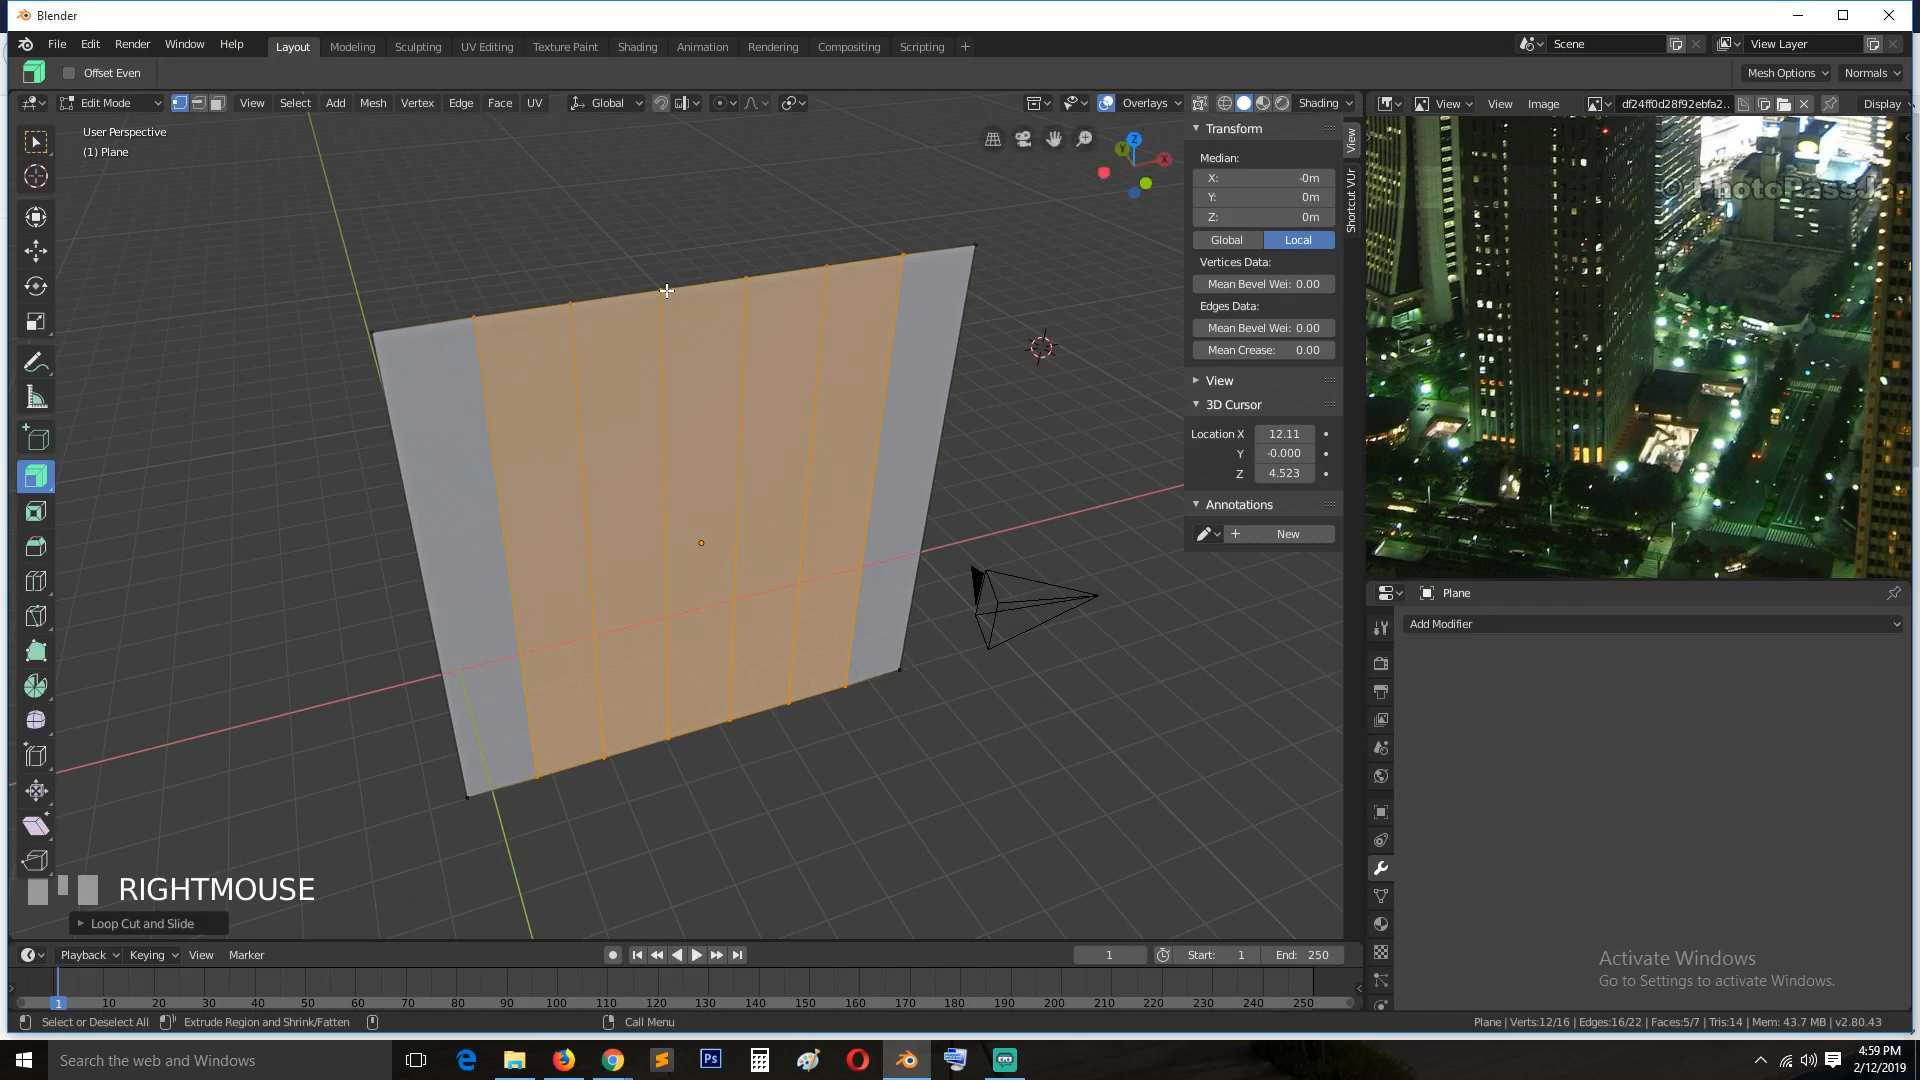 Blender
File Edit Render Window Help Layout Modeling Sculpting UV Editing Texture Paint Shading Animation Rendering Compositing Scripting + Scene View Layer
Offset Even Mesh Options Normals
Edit Mode View Select Add Mesh Vertex Edge Face UV Global Overlays Shading View View Image df24ff0d28f92ebfa2.. Display
User Perspective
(1) Plane
Z
Y
X
Transform
Median:
X: -0m
Y: 0m
Z: 0m
Global Local
Vertices Data:
Mean Bevel Wei: 0.00
Edges Data:
Mean Bevel Wei: 0.00
Mean Crease: 0.00
View
3D Cursor
Location X 12.11
Y -0.000
Z 4.523
Annotations
New
View
Shortcut VUr
© PhotoPassJap
Plane
Add Modifier
RIGHTMOUSE
Loop Cut and Slide
Activate Windows
Go to Settings to activate Windows.
Playback Keying View Marker 1 Start: 1 End: 250
1 10 20 30 40 50 60 70 80 90 100 110 120 130 140 150 160 170 180 190 200 210 220 230 240 250
Select or Deselect All Extrude Region and Shrink/Fatten Call Menu Plane | Verts:12/16 | Edges:16/22 | Faces:5/7 | Tris:14 | Mem: 43.7 MB | v2.80.43
Search the web and Windows
Ps
4:59 PM
2/12/2019